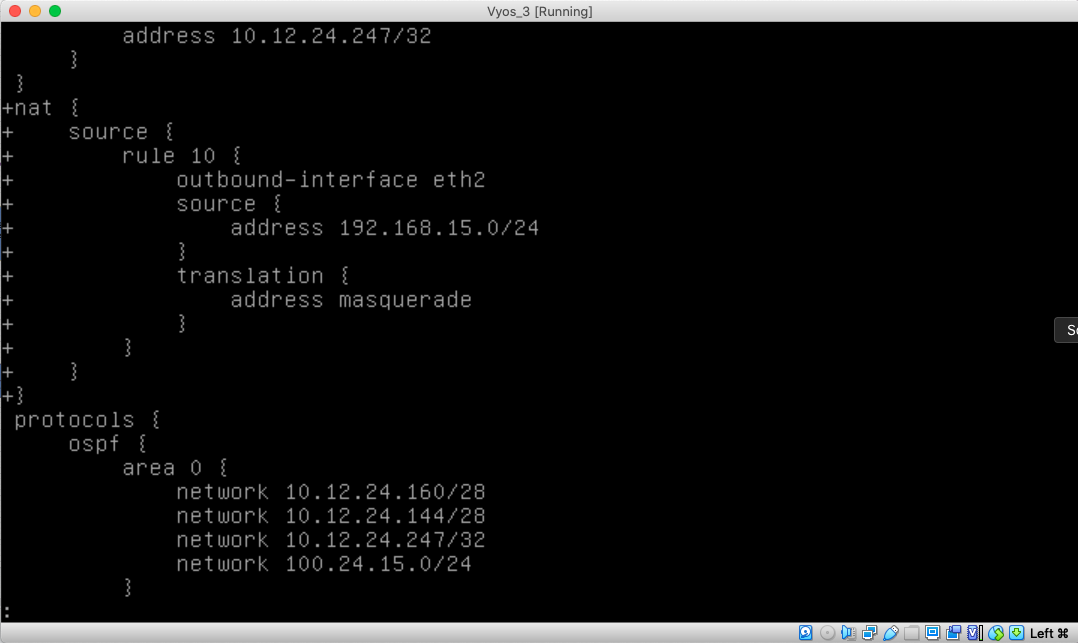 Vyos_3 [Running]
address 10.12.24.247/32
}
}
+nat {
+ source {
+ rule 10 {
+ outbound-interface eth2
+ source {
+ address 192.168.15.0/24
+ }
+ translation {
+ address masquerade
+ }
+ }
+ }
+}
protocols {
ospf {
area 0 {
network 10.12.24.160/28
network 10.12.24.144/28
network 10.12.24.247/32
network 100.24.15.0/24
}
:
Left ⌘